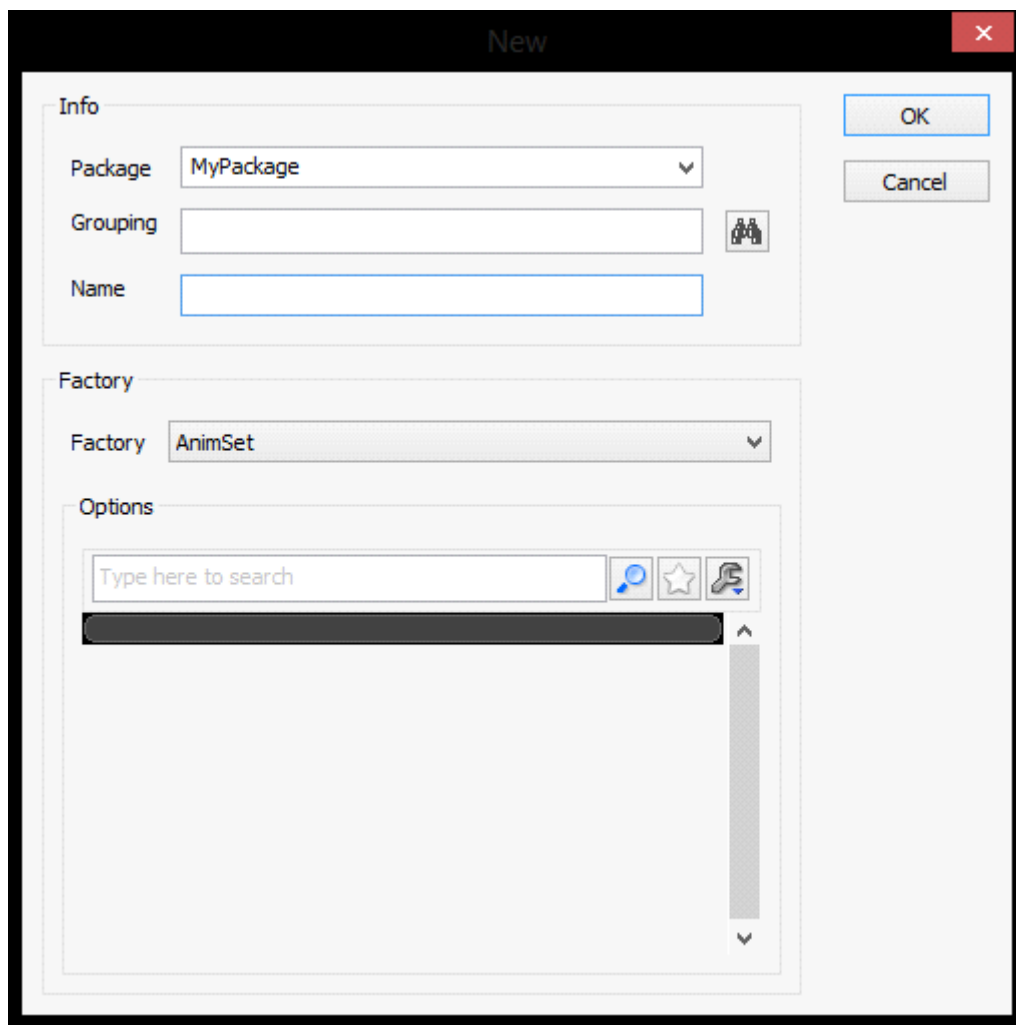 New
Info
OK
Package MyPackage
Cancel
Grouping
Name
Factory
Factory AnimSet
Options
Type here to search